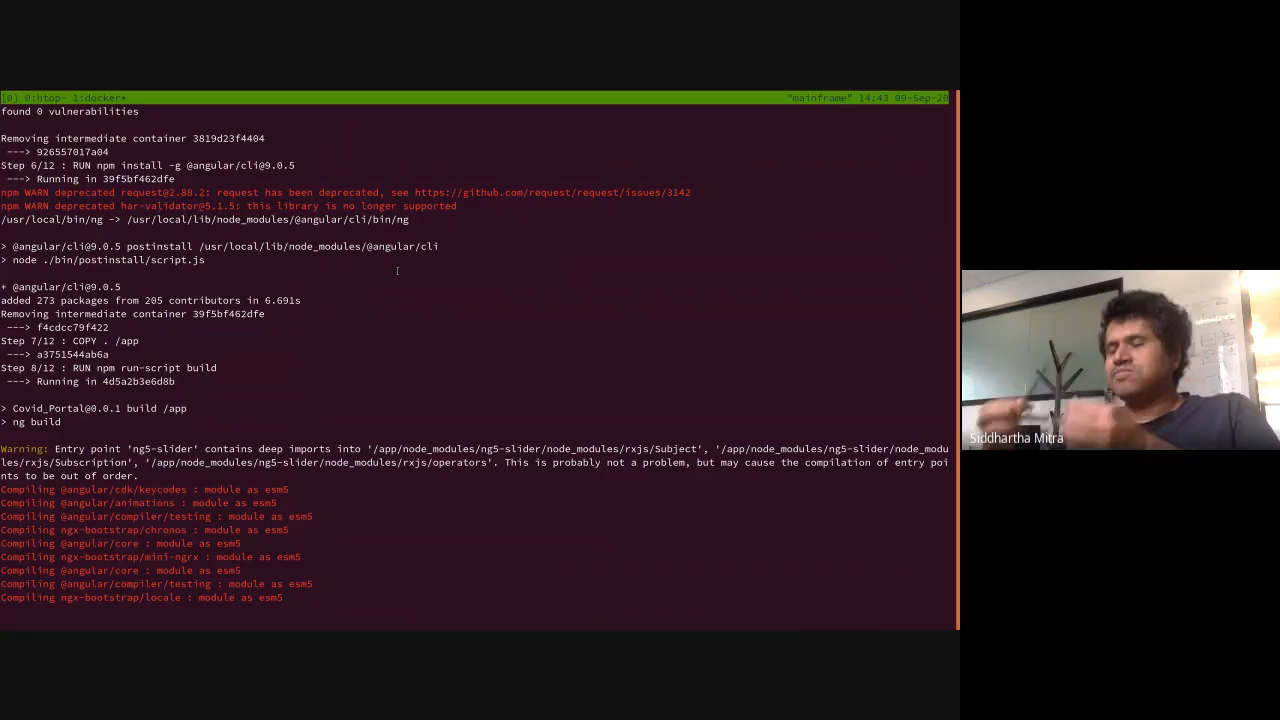 [0] 0:htop- 1:docker* "mainframe" 14:43 09-Sep-20
found 0 vulnerabilities
Removing intermediate container 3819d23f4404
---> 926557017a04
Step 6/12 : RUN npm install -g @angular/cli@9.0.5
---> Running in 39f5bf462dfe
npm WARN deprecated request@2.88.2: request has been deprecated, see https://github.com/request/request/issues/3142
npm WARN deprecated har-validator@5.1.5: this library is no longer supported
/usr/local/bin/ng -> /usr/local/lib/node_modules/@angular/cli/bin/ng
> @angular/cli@9.0.5 postinstall /usr/local/lib/node_modules/@angular/cli
> node ./bin/postinstall/script.js
+ @angular/cli@9.0.5
added 273 packages from 205 contributors in 6.691s
Removing intermediate container 39f5bf462dfe
---> f4cdcc79f422
Step 7/12 : COPY . /app
---> a3751544ab6a
Step 8/12 : RUN npm run-script build
---> Running in 4d5a2b3e6d8b
> Covid_Portal@0.0.1 build /app
> ng build
Warning: Entry point 'ng5-slider' contains deep imports into '/app/node_modules/ng5-slider/node_modules/rxjs/Subject', '/app/node_modules/ng5-slider/node_modu
les/rxjs/Subscription', '/app/node_modules/ng5-slider/node_modules/rxjs/operators'. This is probably not a problem, but may cause the compilation of entry poi
nts to be out of order.
Compiling @angular/cdk/keycodes : module as esm5
Compiling @angular/animations : module as esm5
Compiling @angular/compiler/testing : module as esm5
Compiling ngx-bootstrap/chronos : module as esm5
Compiling @angular/core : module as esm5
Compiling ngx-bootstrap/mini-ngrx : module as esm5
Compiling @angular/core : module as esm5
Compiling @angular/compiler/testing : module as esm5
Compiling ngx-bootstrap/locale : module as esm5
Siddhartha Mitra